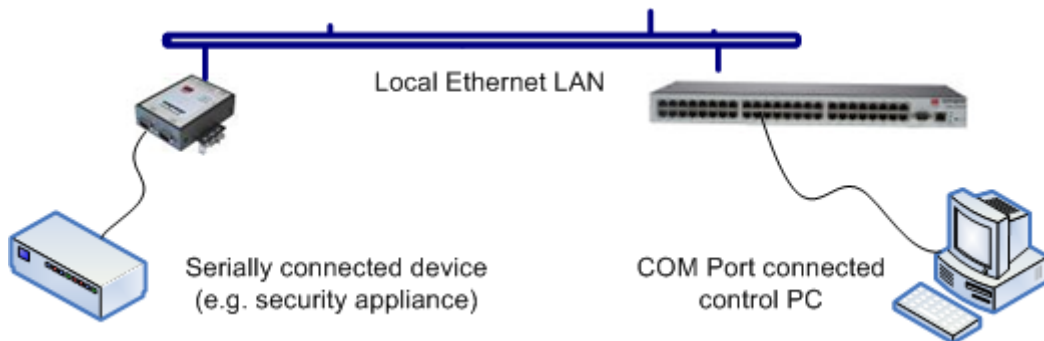 Local Ethernet LAN
Serially connected device
(e.g. security appliance)
COM Port connected
control PC